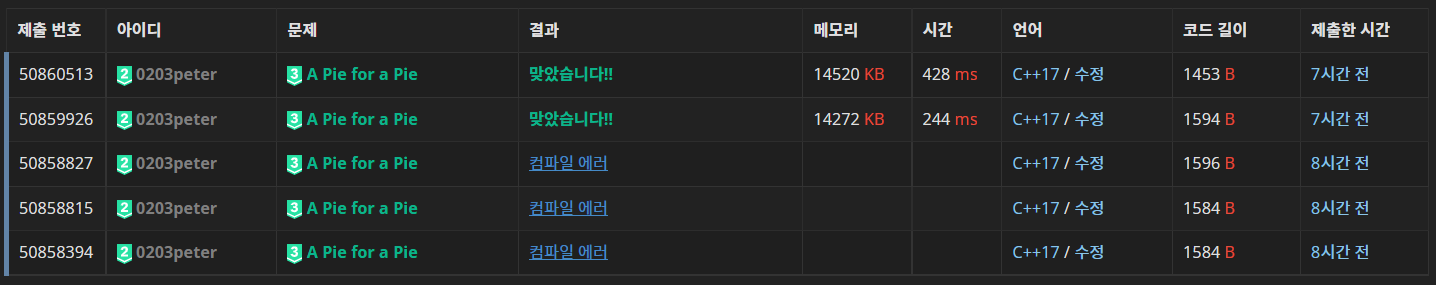 제출 번호 아이디 문제 결과 메모리 시간 언어 코드 길이 제출한 시간
50860513 2 0203peter 3 A Pie for a Pie 맞았습니다!! 14520 KB 428 ms C++17 / 수정 1453 B 7시간 전
50859926 2 0203peter 3 A Pie for a Pie 맞았습니다!! 14272 KB 244 ms C++17 / 수정 1594 B 7시간 전
50858827 2 0203peter 3 A Pie for a Pie 컴파일 에러 C++17 / 수정 1596 B 8시간 전
50858815 2 0203peter 3 A Pie for a Pie 컴파일 에러 C++17 / 수정 1584 B 8시간 전
50858394 2 0203peter 3 A Pie for a Pie 컴파일 에러 C++17 / 수정 1584 B 8시간 전